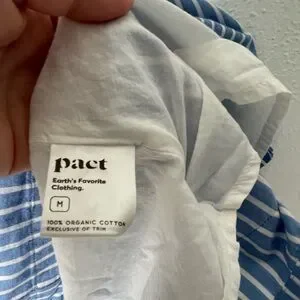 pact
Earth's Favorite
Clothing.
M
100% ORGANIC COTTON
EXCLUSIVE OF TRIM